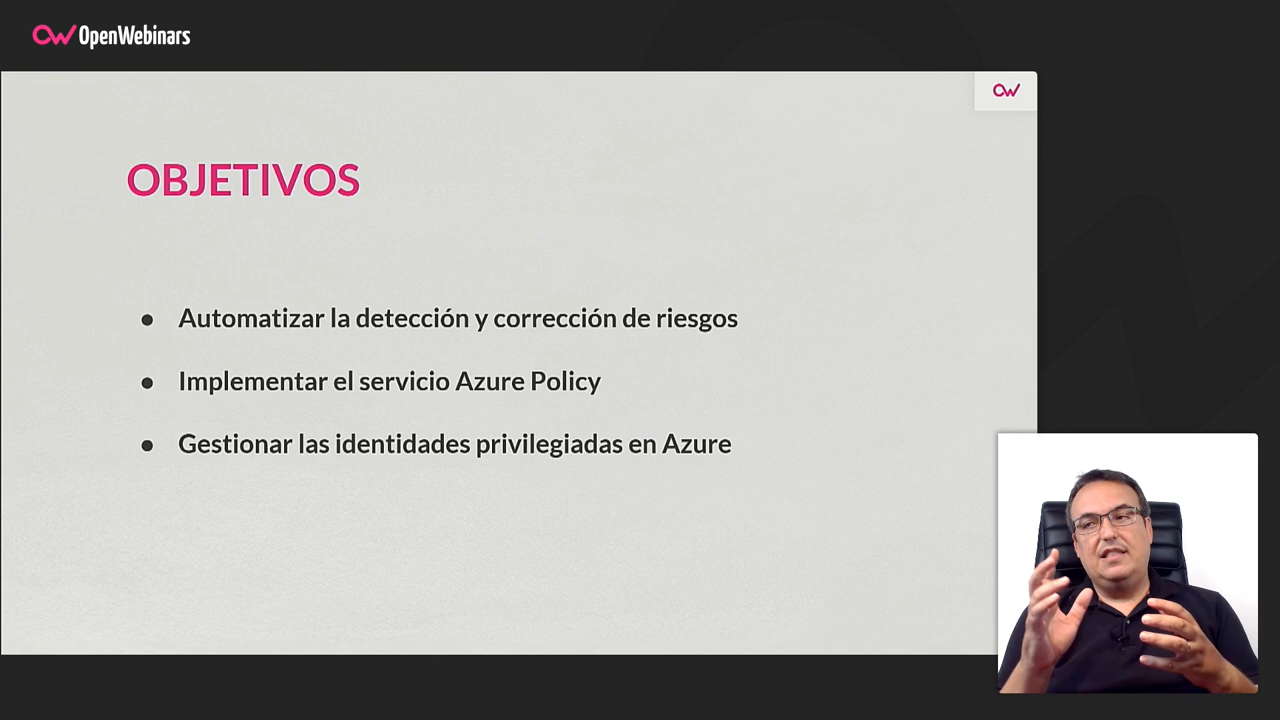 OpenWebinars
OBJETIVOS
● Automatizar la detección y corrección de riesgos
● Implementar el servicio Azure Policy
● Gestionar las identidades privilegiadas en Azure